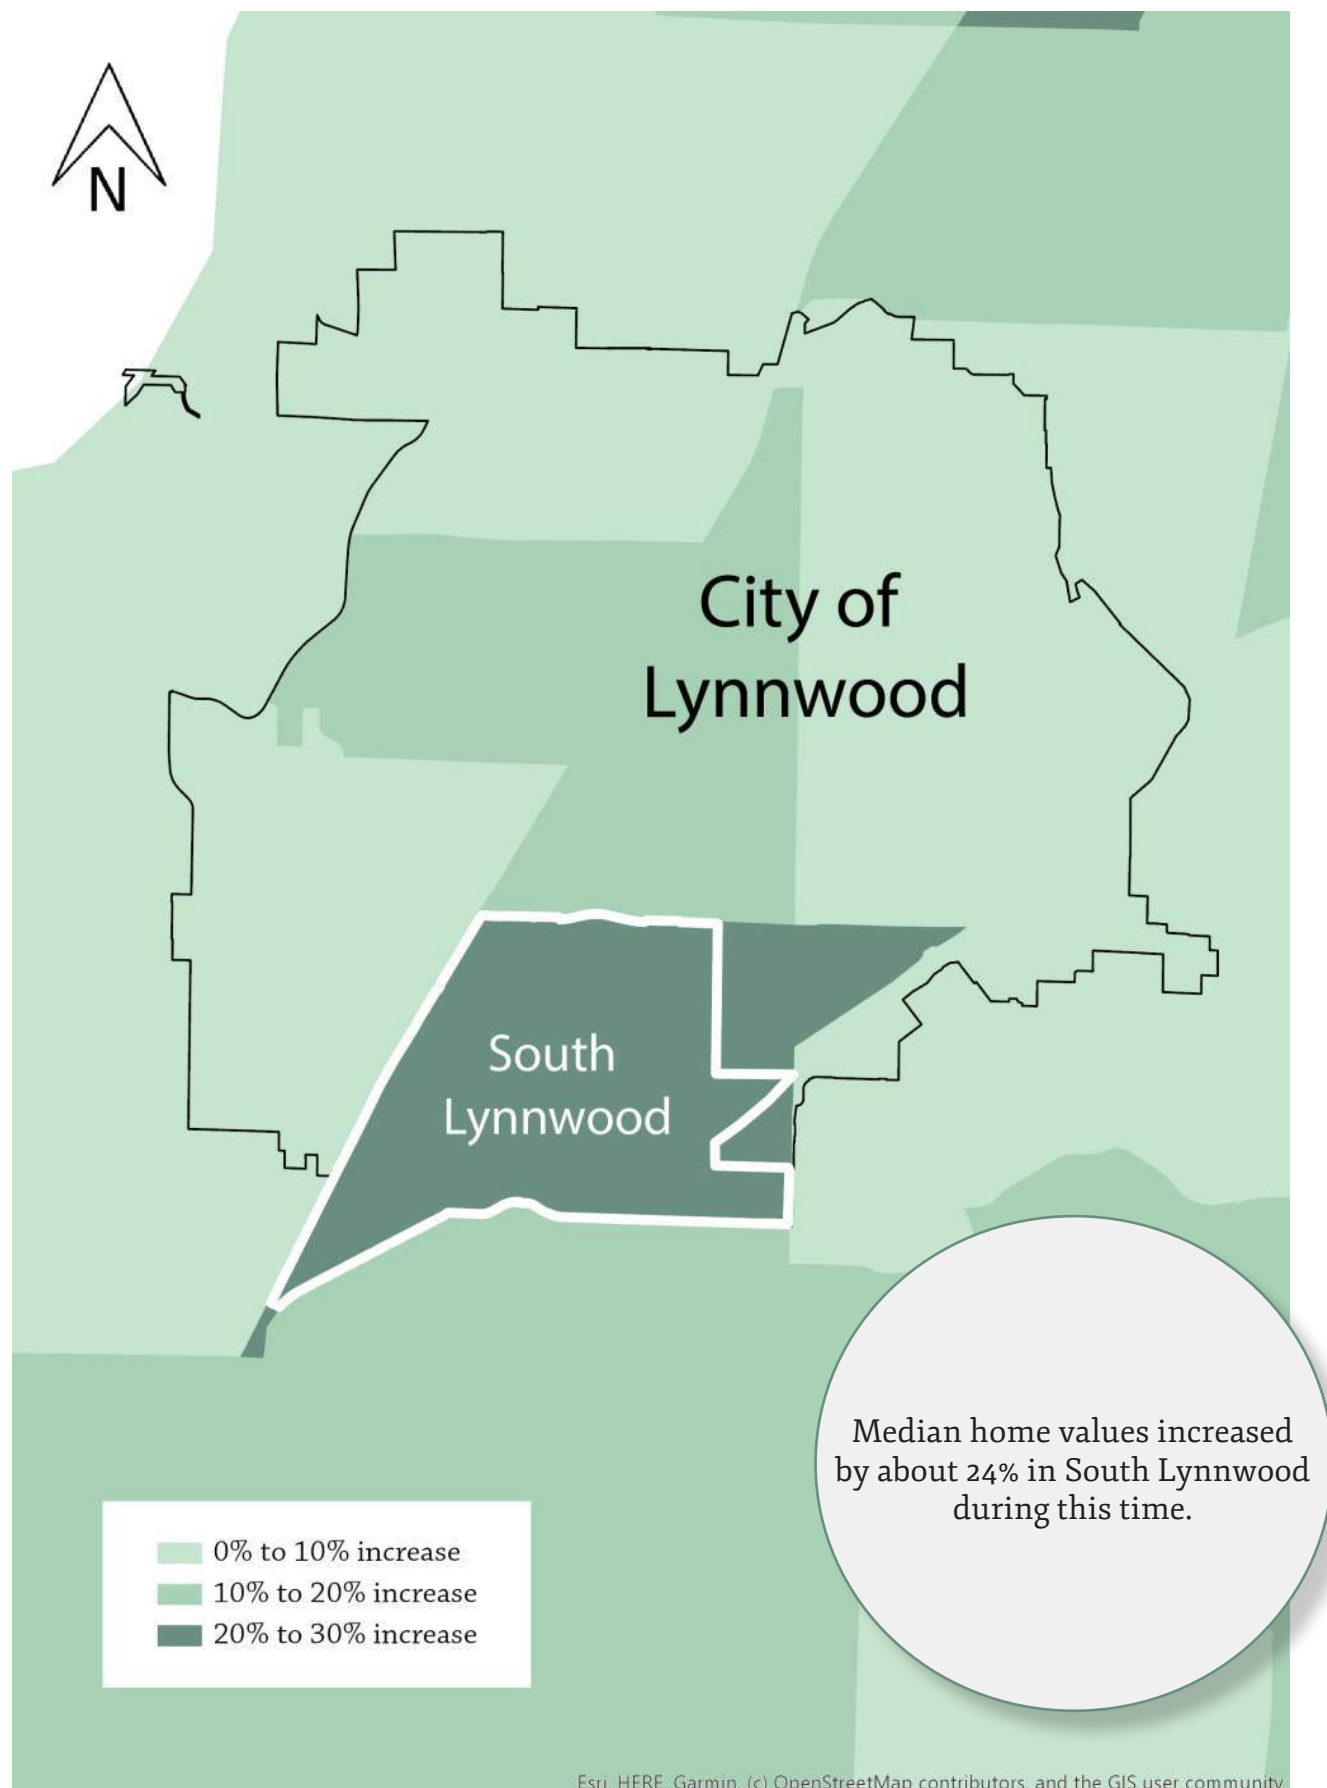 N
City of
Lynnwood
South
Lynnwood
Median home values increased
by about 24% in South Lynnwood
during this time.
0% to 10% increase
10% to 20% increase
20% to 30% increase
Esri, HERE, Garmin, (c) OpenStreetMap contributors, and the GIS user community